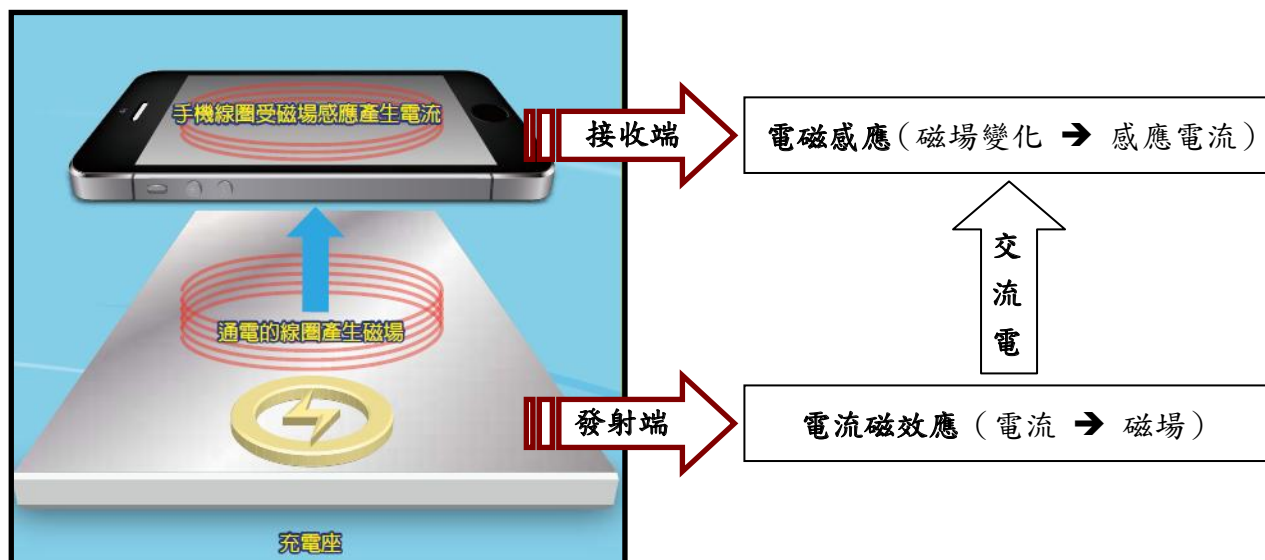 手機線圈受磁場感應產生電流
接收端
電磁感應(磁場變化 ➔ 感應電流)
交
流
電
通電的線圈產生磁場
發射端
電流磁效應(電流 ➔ 磁場)
充電座